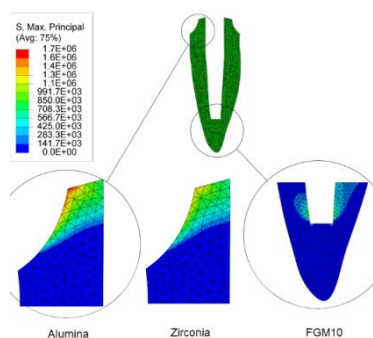 S, Max. Principal
(Avg: 75%)
1.7E+06
1.6E+06
1.4E+06
1.3E+06
1.1E+06
991.7E+03
850.0E+03
708.3E+03
566.7E+03
425.0E+03
283.3E+03
141.7E+03
0.0E+00
Alumina
Zirconia
FGM10